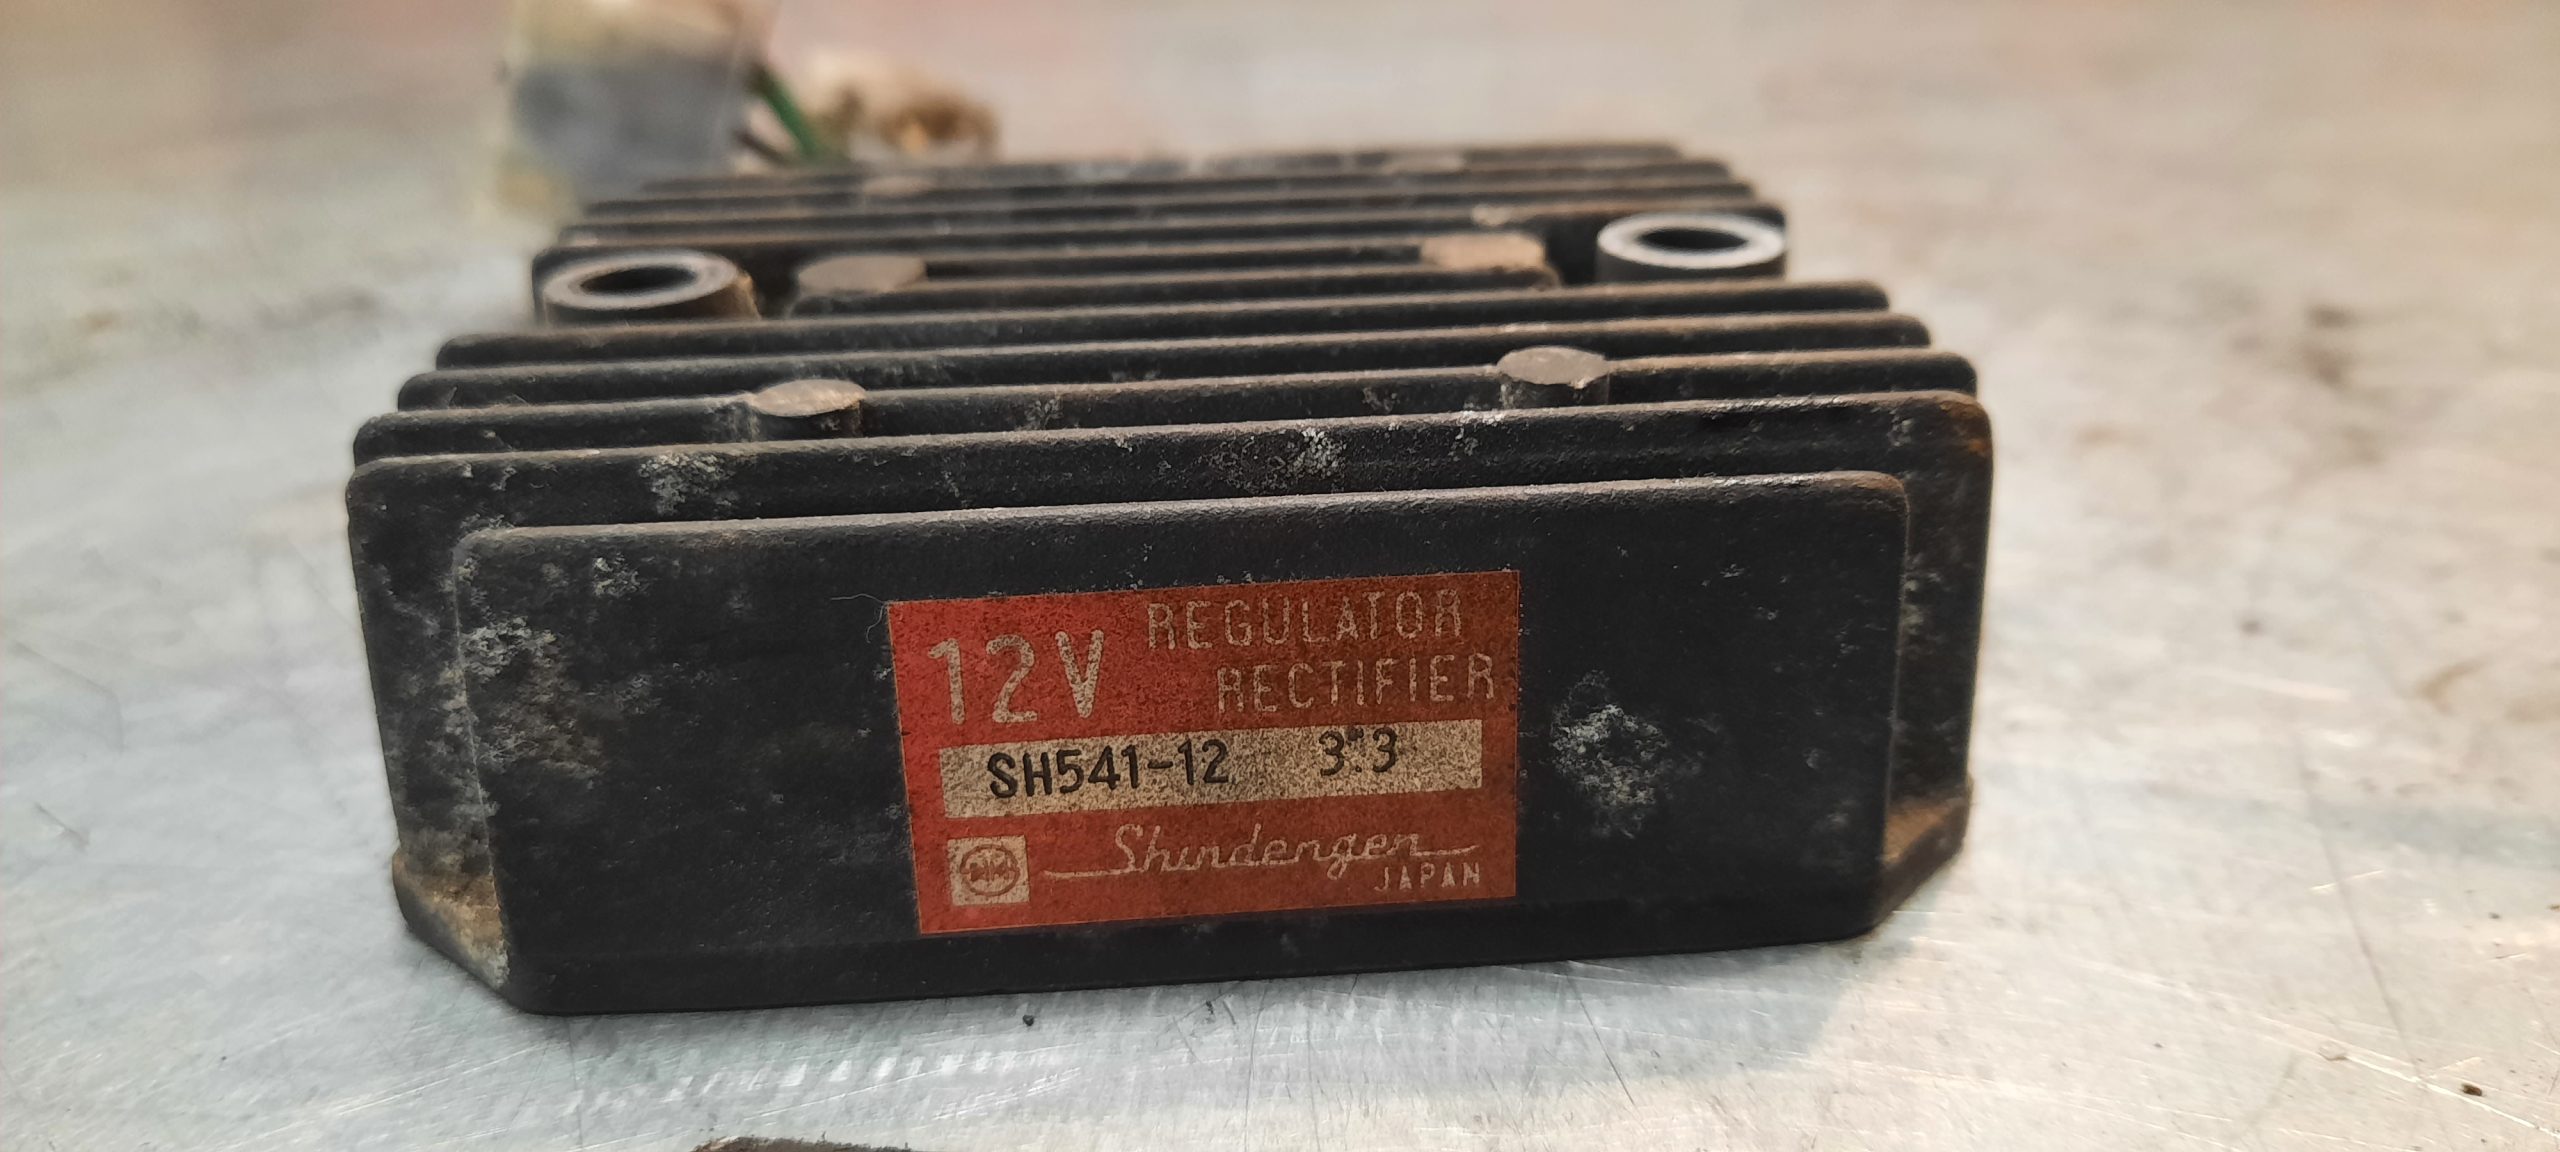 12V REGULATOR
RECTIFIER
SH541-12 3.3
Shindengen
JAPAN